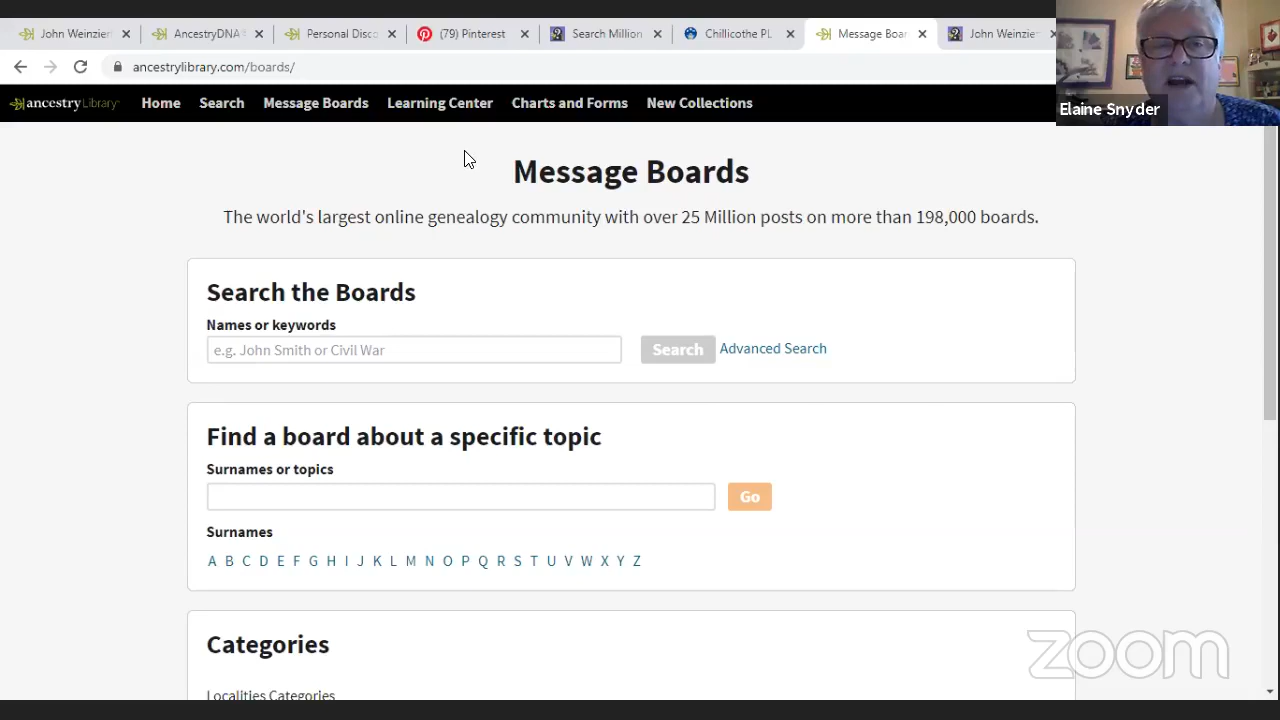 John Weinzier
AncestryDNA
Personal Disco
(79) Pinterest
Search Million
Chillicothe PL
Message Boar
John Weinzier
ancestrylibrary.com/boards/
ancestryLibrary
Home
Search
Message Boards
Learning Center
Charts and Forms
New Collections
Elaine Snyder
Message Boards
The world's largest online genealogy community with over 25 Million posts on more than 198,000 boards.
Search the Boards
Names or keywords
e.g. John Smith or Civil War
Search
Advanced Search
Find a board about a specific topic
Surnames or topics
Go
Surnames
A B C D E F G H I J K L M N O P Q R S T U V W X Y Z
Categories
Localities Categories
zoom